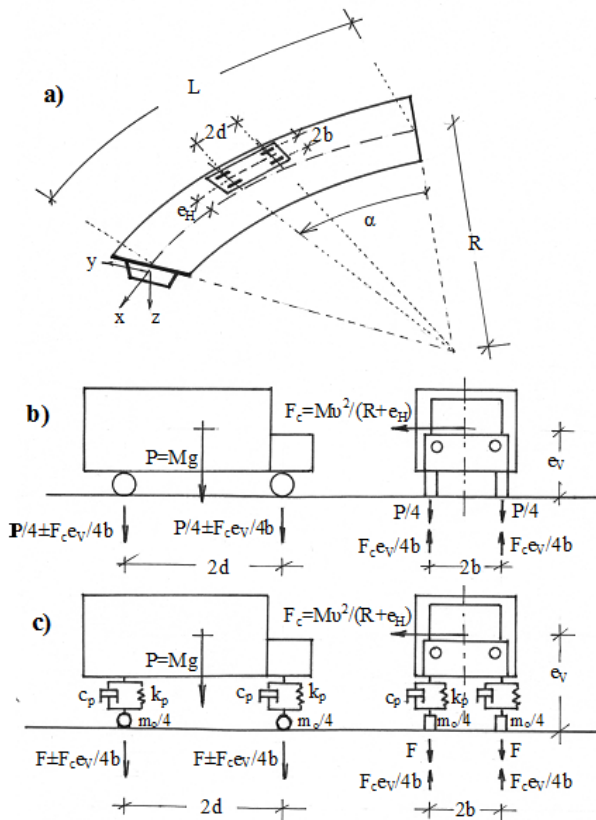 a)
L
2d
2b
e_H
α
R
y
x
z
b)
F_c=Mυ²/(R+e_H)
P=Mg
e_V
P/4±F_ce_V/4b
P/4±F_ce_V/4b
P/4
P/4
F_ce_V/4b
F_ce_V/4b
2d
2b
c)
F_c=Mυ²/(R+e_H)
P=Mg
e_V
c_p
k_p
c_p
k_p
c_p
k_p
c_p
m_o/4
m_o/4
m_o/4
m_o/4
F±F_ce_V/4b
F±F_ce_V/4b
F
F
F_ce_V/4b
F_ce_V/4b
2d
2b